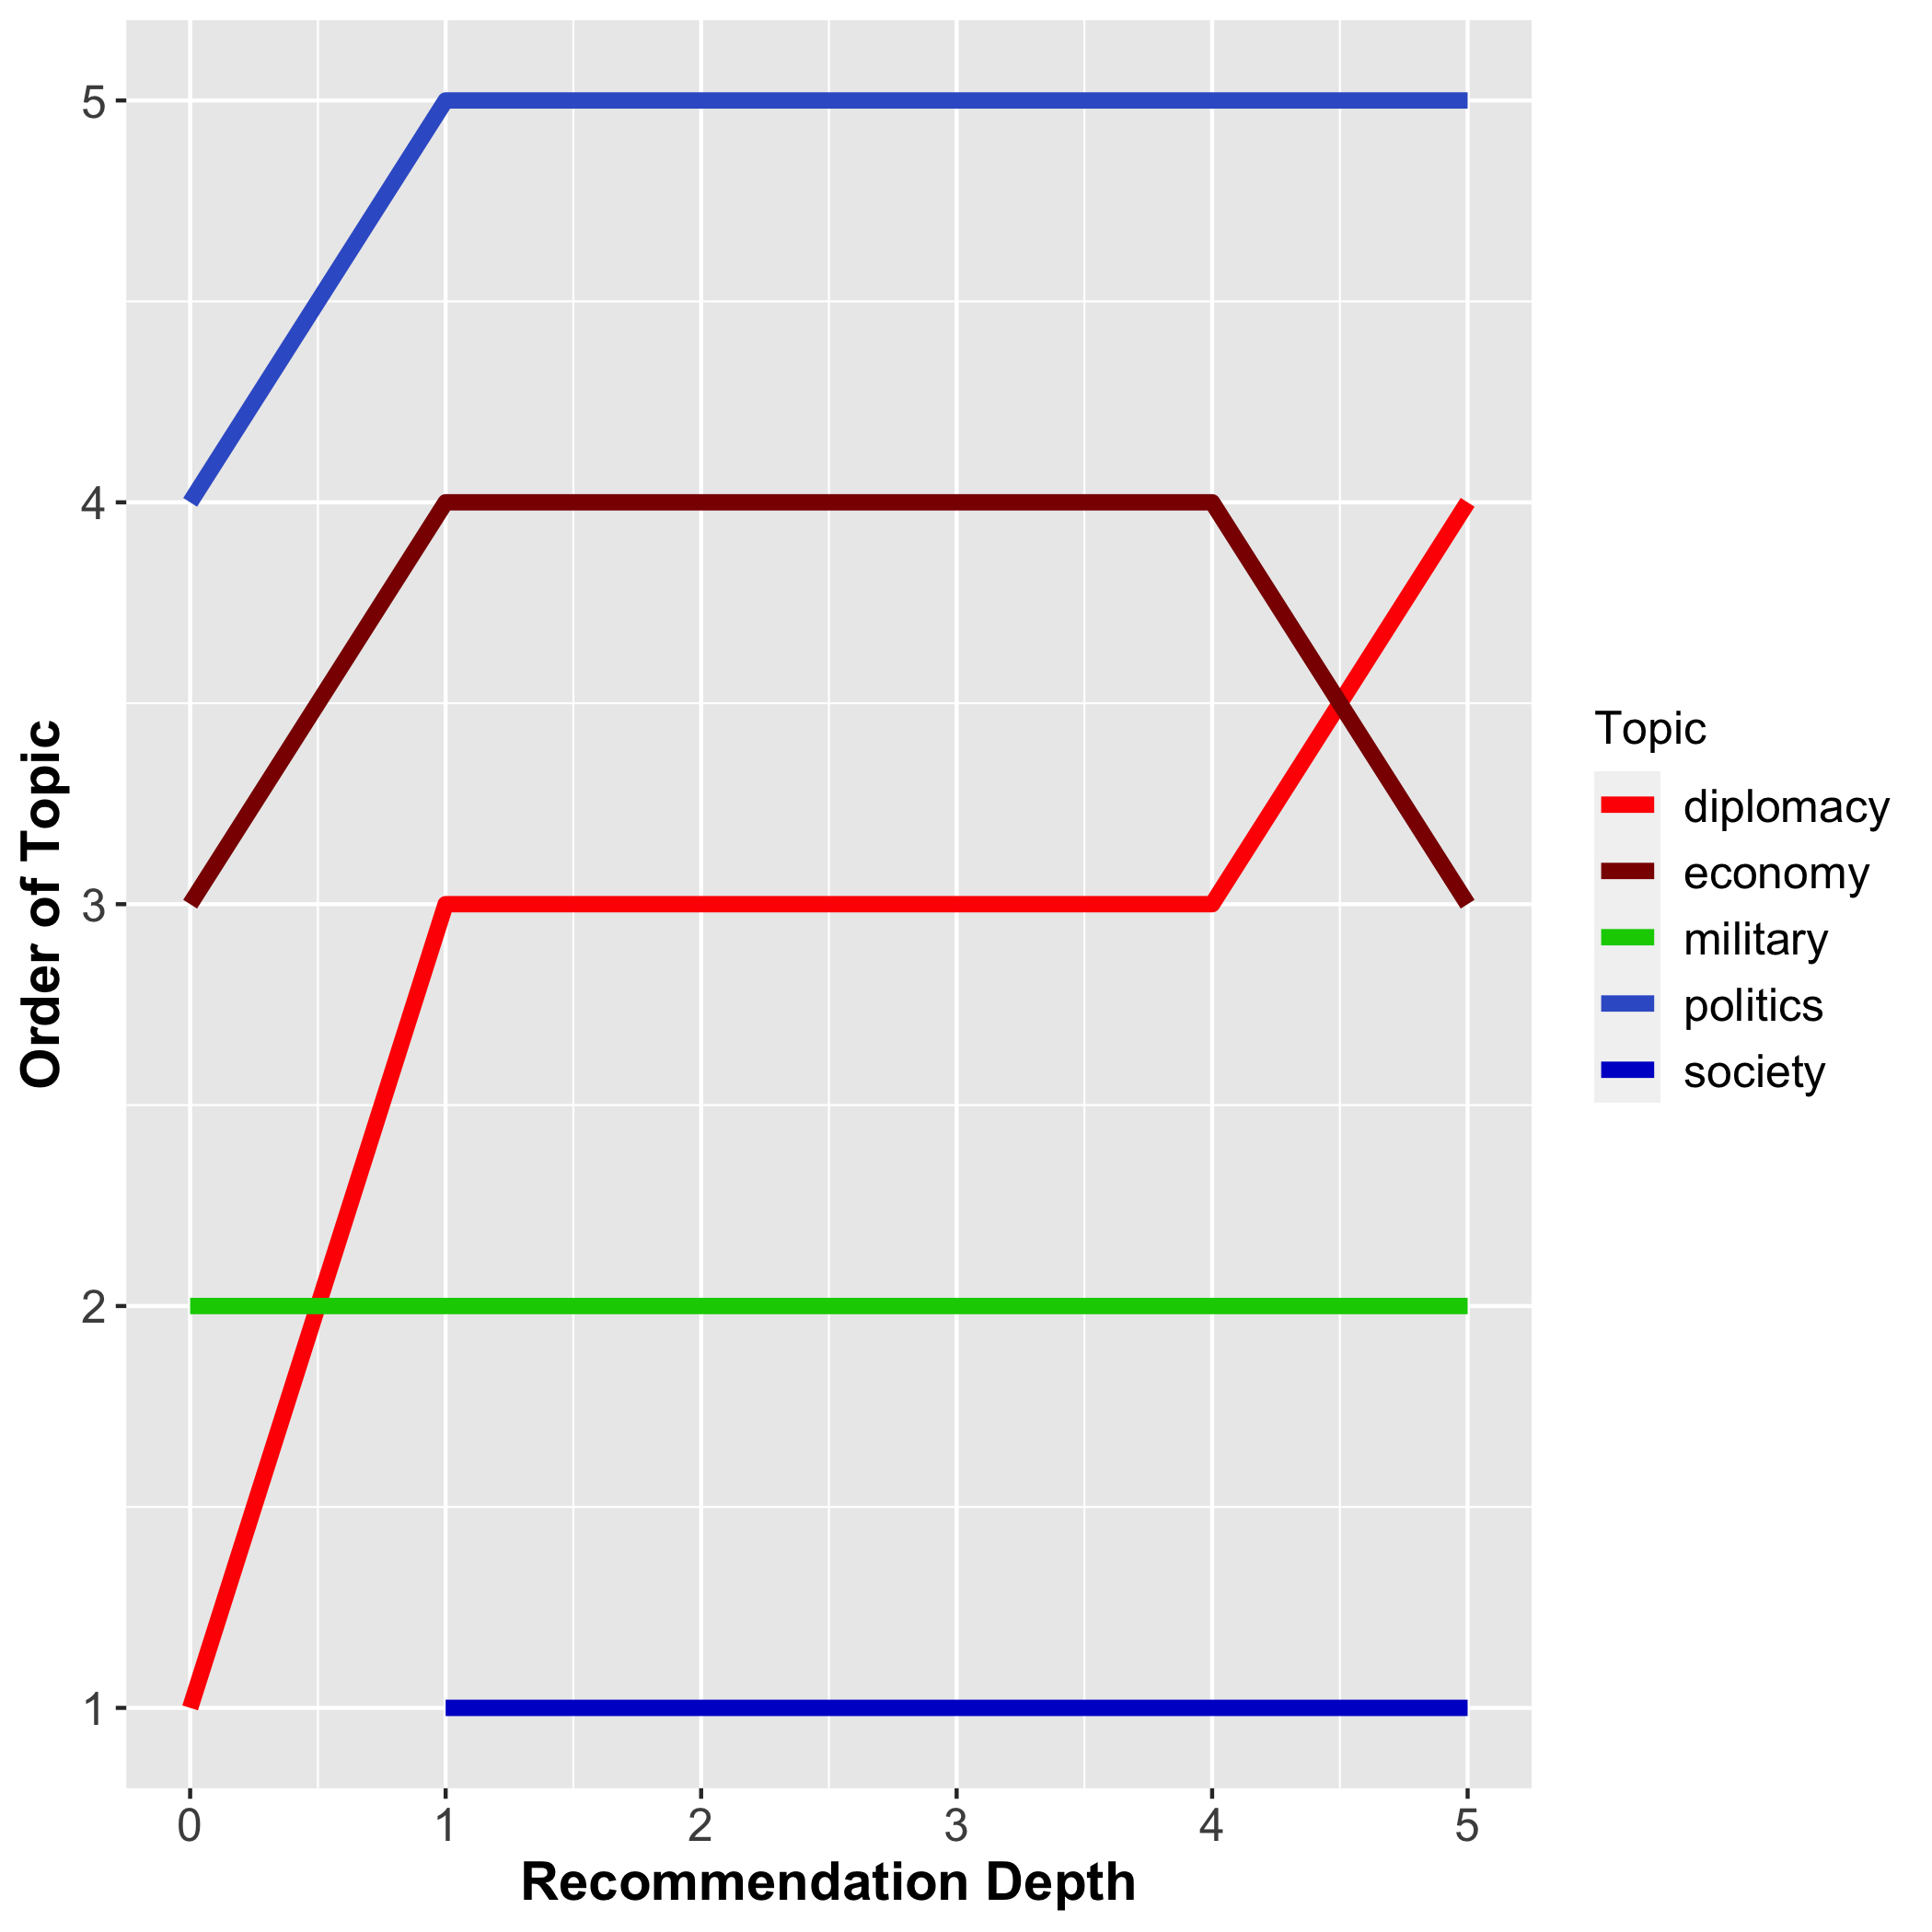 Order of Topic
5
4
3
2
1
0 1 2 3 4 5
Recommendation Depth
Topic
diplomacy
economy
military
politics
society